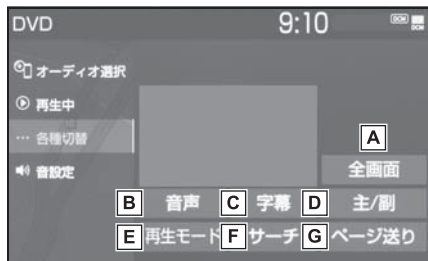 DVD 9:10 DCM DCM
オーディオ選択
再生中
… 各種切替
音設定
A
全画面
B 音声 C 字幕 D 主/副
E 再生モード F サーチ G ページ送り